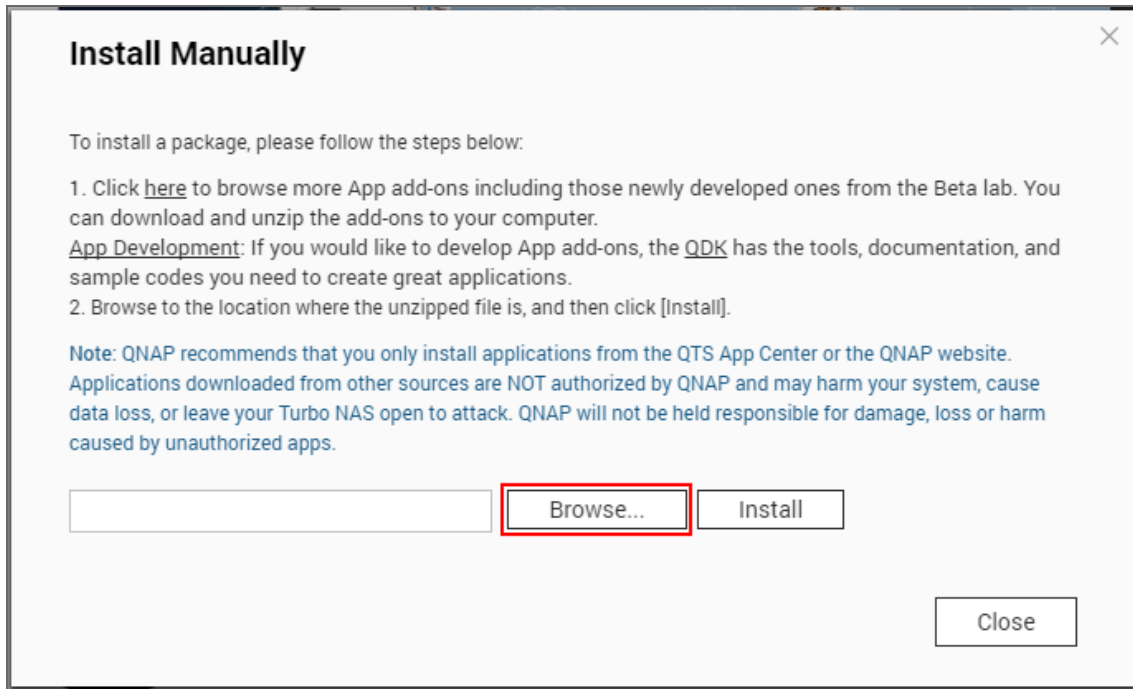 Install Manually
To install a package, please follow the steps below:
1. Click here to browse more App add-ons including those newly developed ones from the Beta lab. You
can download and unzip the add-ons to your computer.
App Development: If you would like to develop App add-ons, the QDK has the tools, documentation, and
sample codes you need to create great applications.
2. Browse to the location where the unzipped file is, and then click [Install].
Note: QNAP recommends that you only install applications from the QTS App Center or the QNAP website.
Applications downloaded from other sources are NOT authorized by QNAP and may harm your system, cause
data loss, or leave your Turbo NAS open to attack. QNAP will not be held responsible for damage, loss or harm
caused by unauthorized apps.
Browse... Install
Close